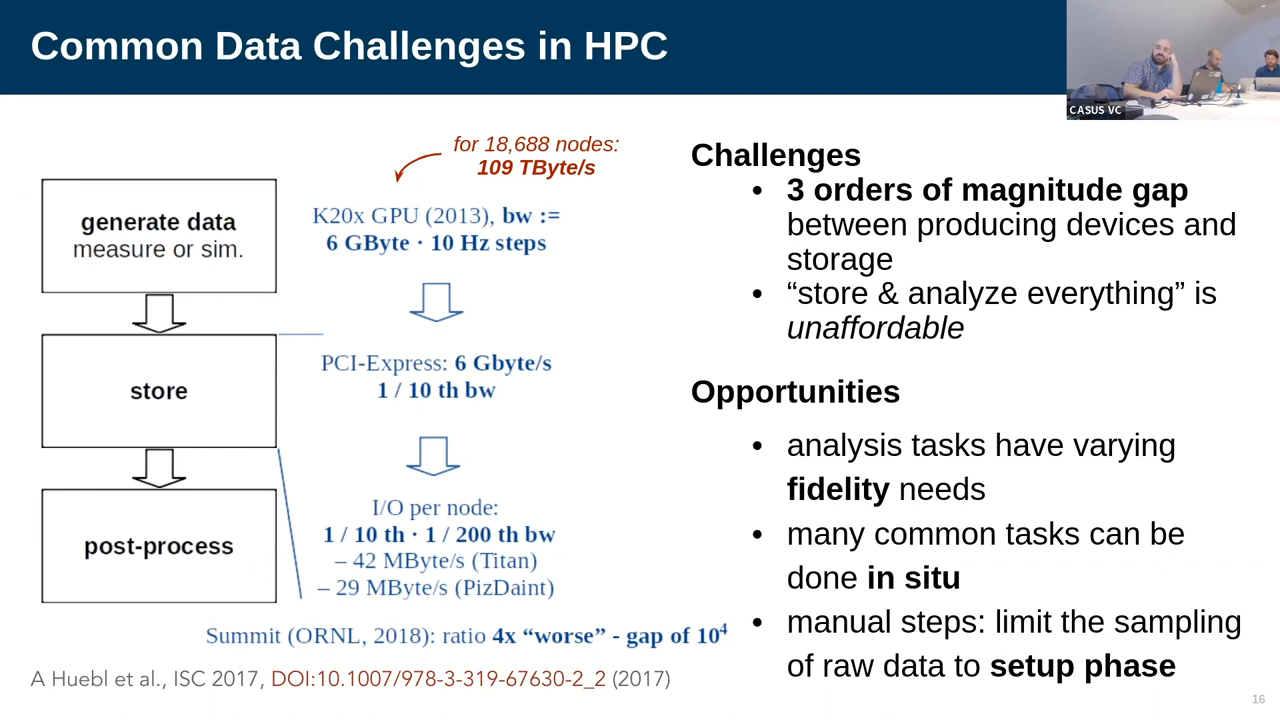 Common Data Challenges in HPC
CASUS VC
for 18,688 nodes:
109 TByte/s
generate data
measure or sim.
store
post-process
K20x GPU (2013), bw :=
6 GByte · 10 Hz steps
PCI-Express: 6 Gbyte/s
1 / 10 th bw
I/O per node:
1 / 10 th · 1 / 200 th bw
– 42 MByte/s (Titan)
– 29 MByte/s (PizDaint)
Summit (ORNL, 2018): ratio 4x “worse” - gap of 10⁴
A Huebl et al., ISC 2017, DOI:10.1007/978-3-319-67630-2_2 (2017)
Challenges
• 3 orders of magnitude gap
between producing devices and
storage
• “store & analyze everything” is
unaffordable
Opportunities
• analysis tasks have varying
fidelity needs
• many common tasks can be
done in situ
• manual steps: limit the sampling
of raw data to setup phase
16